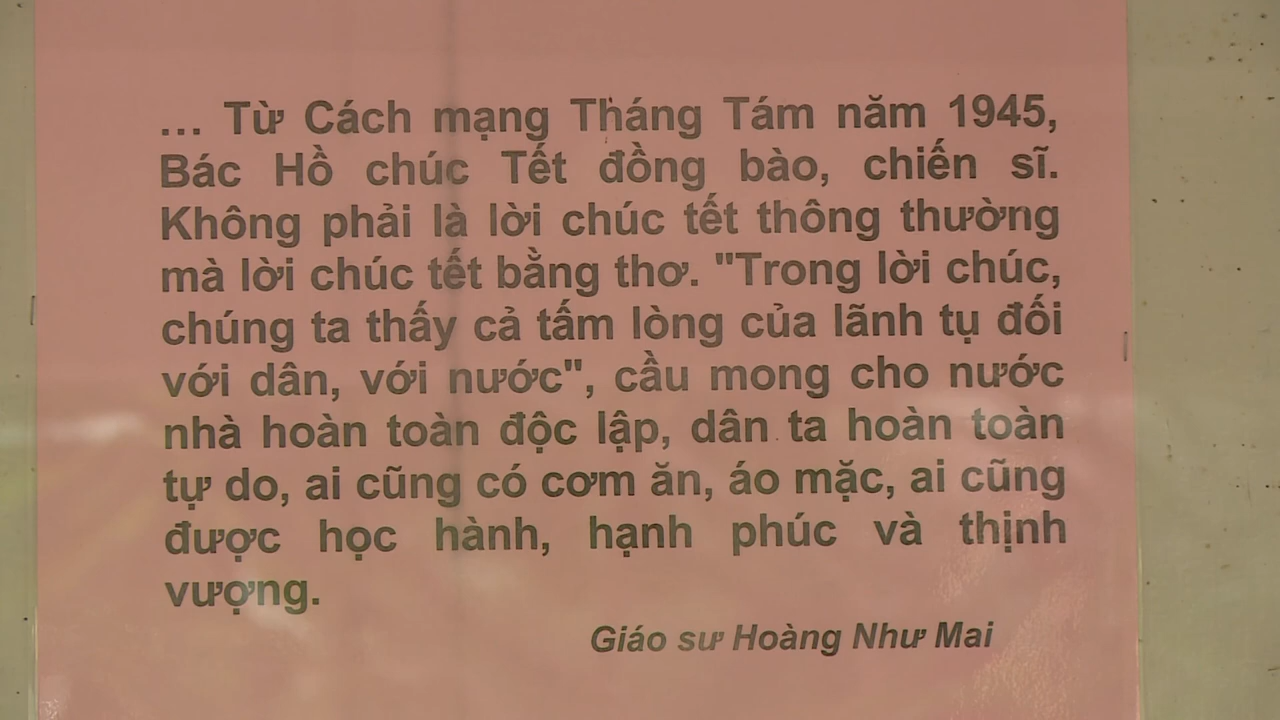 ... Từ Cách mạng Tháng Tám năm 1945,
Bác Hồ chúc Tết đồng bào, chiến sĩ.
Không phải là lời chúc tết thông thường
mà lời chúc tết bằng thơ. "Trong lời chúc,
chúng ta thấy cả tấm lòng của lãnh tụ đối
với dân, với nước", cầu mong cho nước
nhà hoàn toàn độc lập, dân ta hoàn toàn
tự do, ai cũng có cơm ăn, áo mặc, ai cũng
được học hành, hạnh phúc và thịnh
vượng.
Giáo sư Hoàng Như Mai